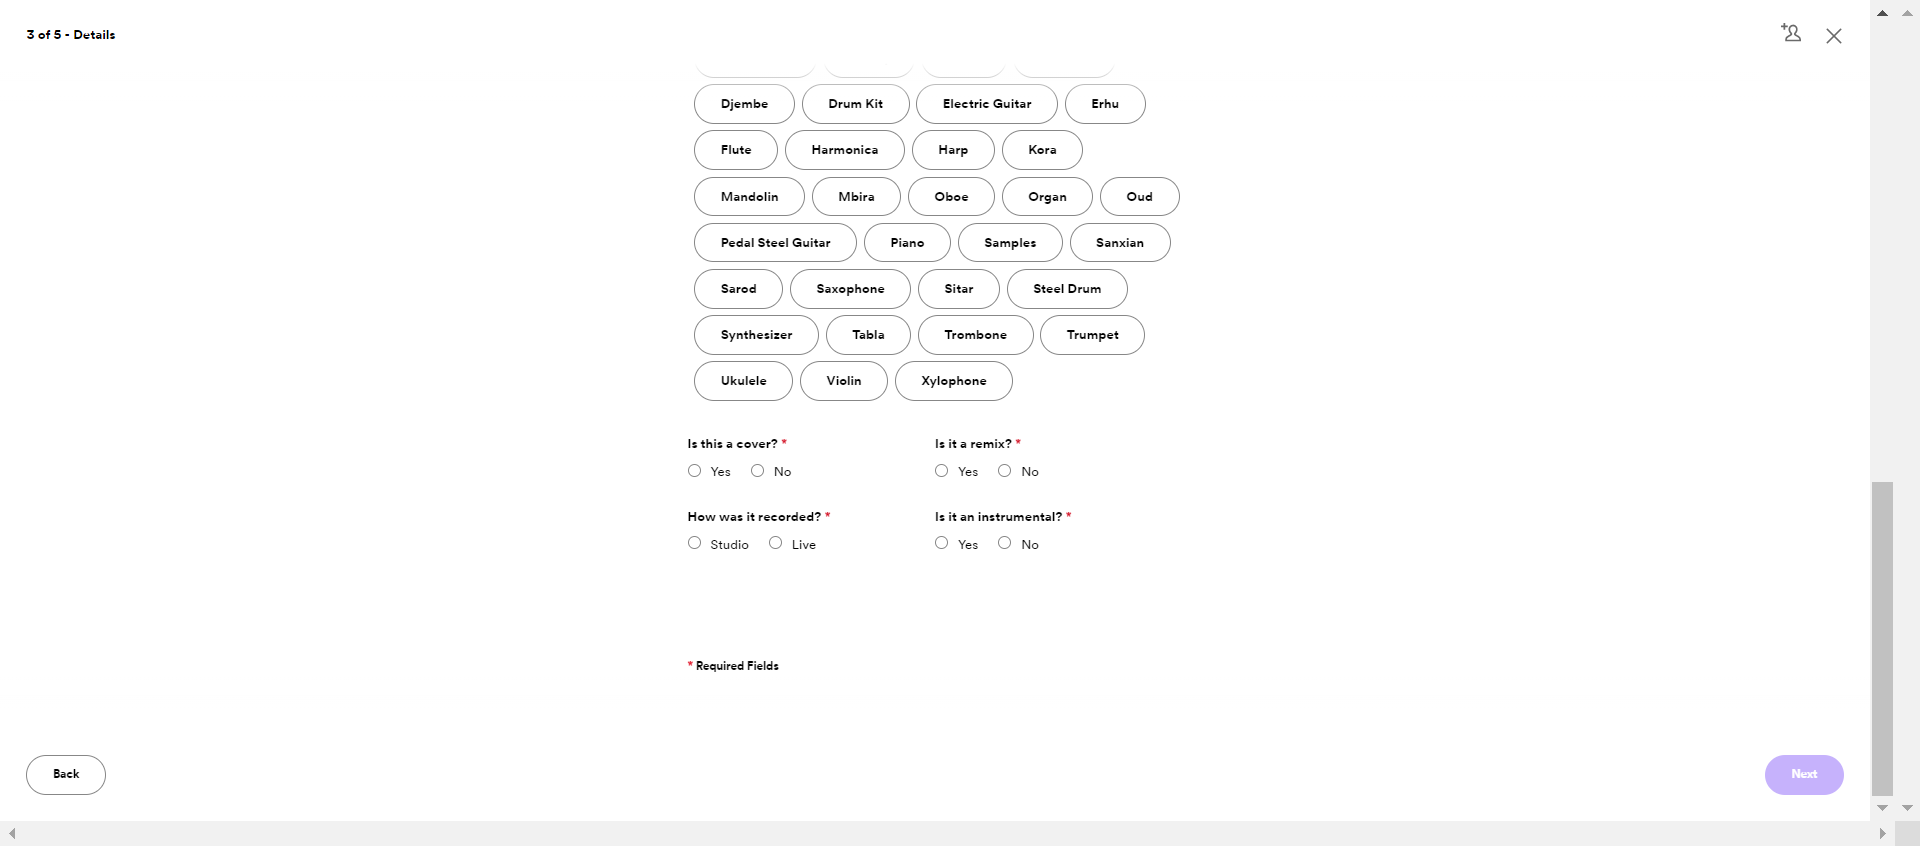 3 of 5 - Details
Djembe Drum Kit Electric Guitar Erhu
Flute Harmonica Harp Kora
Mandolin Mbira Oboe Organ Oud
Pedal Steel Guitar Piano Samples Sanxian
Sarod Saxophone Sitar Steel Drum
Synthesizer Tabla Trombone Trumpet
Ukulele Violin Xylophone
Is this a cover? * Is it a remix? *
Yes No Yes No
How was it recorded? * Is it an instrumental? *
Studio Live Yes No
* Required Fields
Back Next